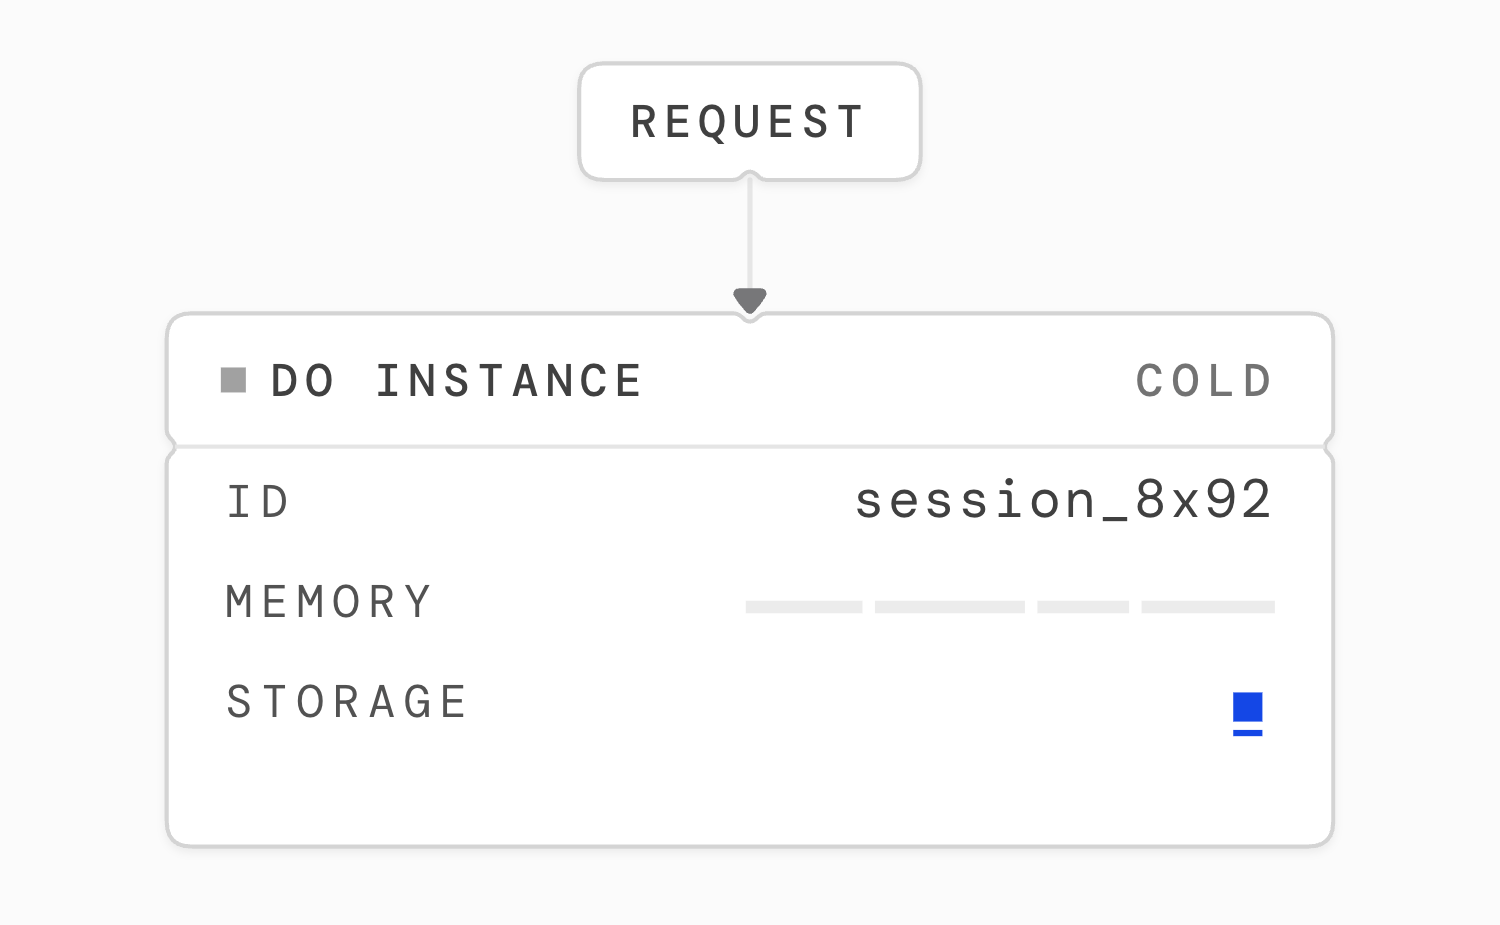 REQUEST
DO INSTANCE COLD
ID session_8x92
MEMORY
STORAGE